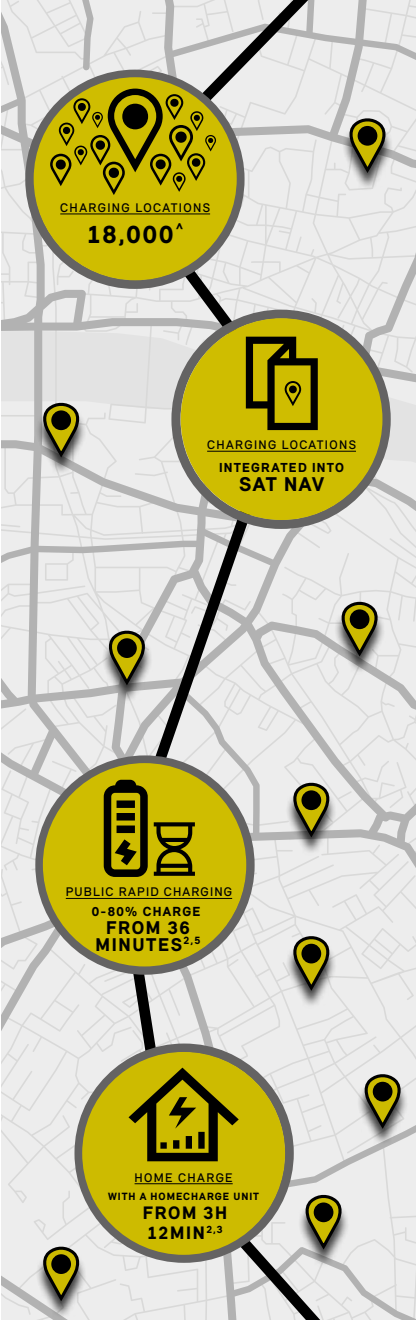 CHARGING LOCATIONS
18,000^
CHARGING LOCATIONS
INTEGRATED INTO
SAT NAV
PUBLIC RAPID CHARGING
0-80% CHARGE
FROM 36
MINUTES2,5
HOME CHARGE
WITH A HOMECHARGE UNIT
FROM 3H
12MIN2,3